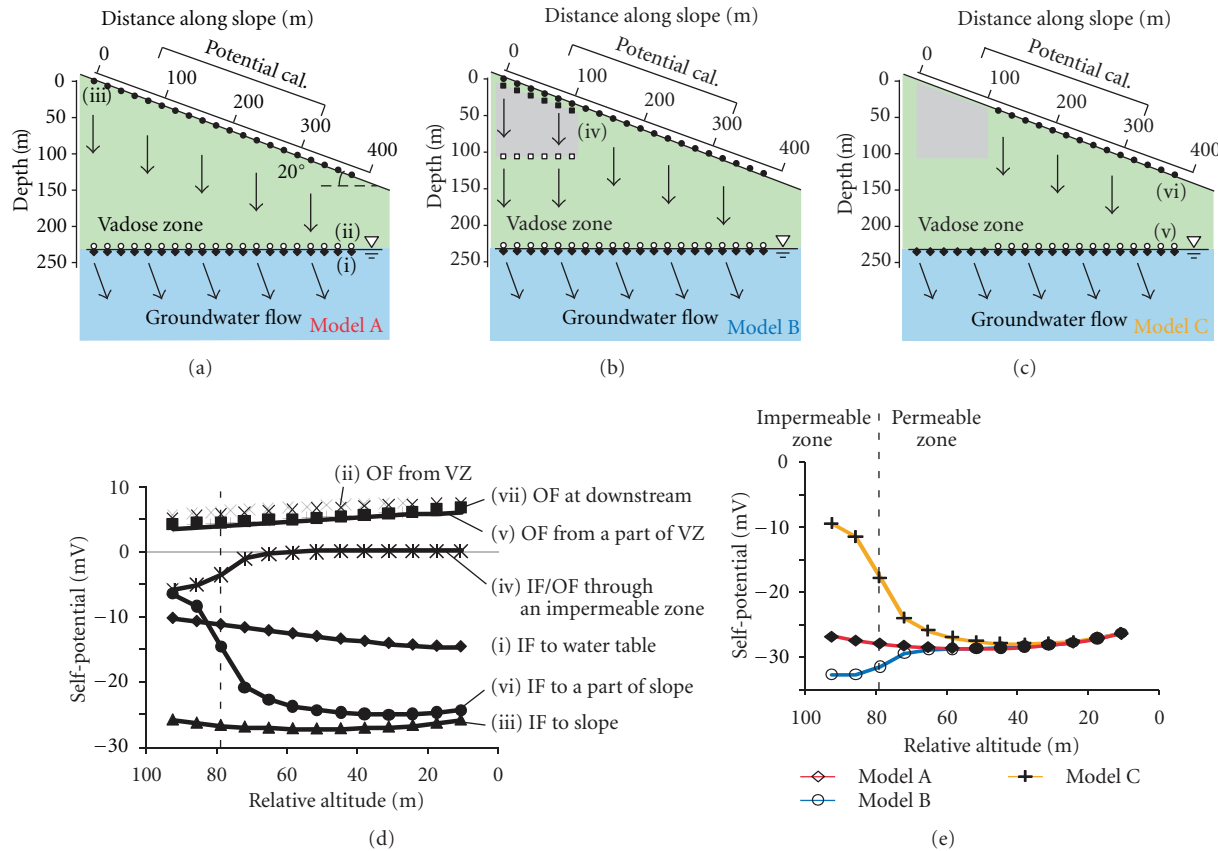 Distance along slope (m)
0
100
200
300
400
Potential cal.
Depth (m)
0
50
100
150
200
250
(iii)
20°
Vadose zone
(ii)
(i)
Groundwater flow
Model A
(a)
Distance along slope (m)
0
100
200
300
400
Potential cal.
Depth (m)
0
50
100
150
200
250
(iv)
Vadose zone
Groundwater flow
Model B
(b)
Distance along slope (m)
0
100
200
300
400
Potential cal.
Depth (m)
0
50
100
150
200
250
(vi)
Vadose zone
(v)
Groundwater flow
Model C
(c)
Self-potential (mV)
10
0
−10
−20
−30
100
80
60
40
20
0
Relative altitude (m)
(ii) OF from VZ
(vii) OF at downstream
(v) OF from a part of VZ
(iv) IF/OF through
an impermeable zone
(i) IF to water table
(vi) IF to a part of slope
(iii) IF to slope
(d)
Impermeable
zone
Permeable
zone
Self-potential (mV)
0
−10
−20
−30
100
80
60
40
20
0
Relative altitude (m)
Model A
Model C
Model B
(e)